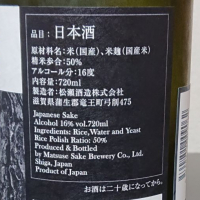 品目：日本酒
原材料名：米(国産)、米麹(国産米)
精米歩合：50%
アルコール分：16度
内容量：720ml
製造者：松瀬酒造株式会社
滋賀県蒲生郡竜王町弓削475
Japanese Sake
Alcohol 16% vol.720ml
Ingredients: Rice,Water and Yeast
Rice Polish Ratio: 50%
Produced & Bottled
by Matsuse Sake Brewery Co., Ltd.
Shiga, Japan
Product of Japan
お酒は二十歳になってから。